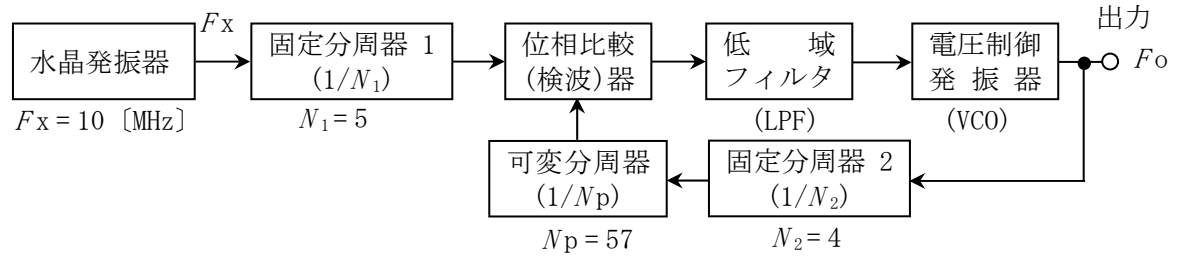 水晶発振器
Fx = 10 〔MHz〕
Fx
固定分周器 1
(1/N₁)
N₁ = 5
位相比較
(検波)器
低 域
フィルタ
(LPF)
電圧制御
発 振 器
(VCO)
出力
Fo
可変分周器
(1/Np)
Np = 57
固定分周器 2
(1/N₂)
N₂ = 4